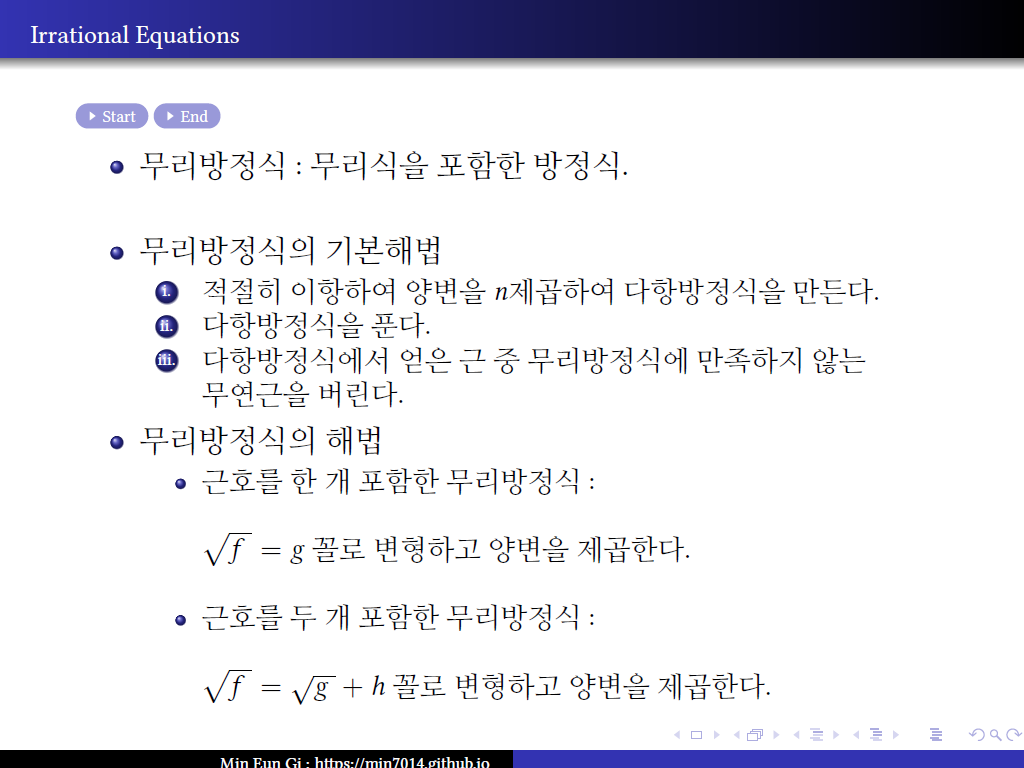 Irrational Equations
Start End
무리방정식 : 무리식을 포함한 방정식.
무리방정식의 기본해법
i. 적절히 이항하여 양변을 n제곱하여 다항방정식을 만든다.
ii. 다항방정식을 푼다.
iii. 다항방정식에서 얻은 근 중 무리방정식에 만족하지 않는
무연근을 버린다.
무리방정식의 해법
근호를 한 개 포함한 무리방정식 :
√f = g 꼴로 변형하고 양변을 제곱한다.
근호를 두 개 포함한 무리방정식 :
√f = √g + h 꼴로 변형하고 양변을 제곱한다.
Min Eun Gi : https://min7014.github.io